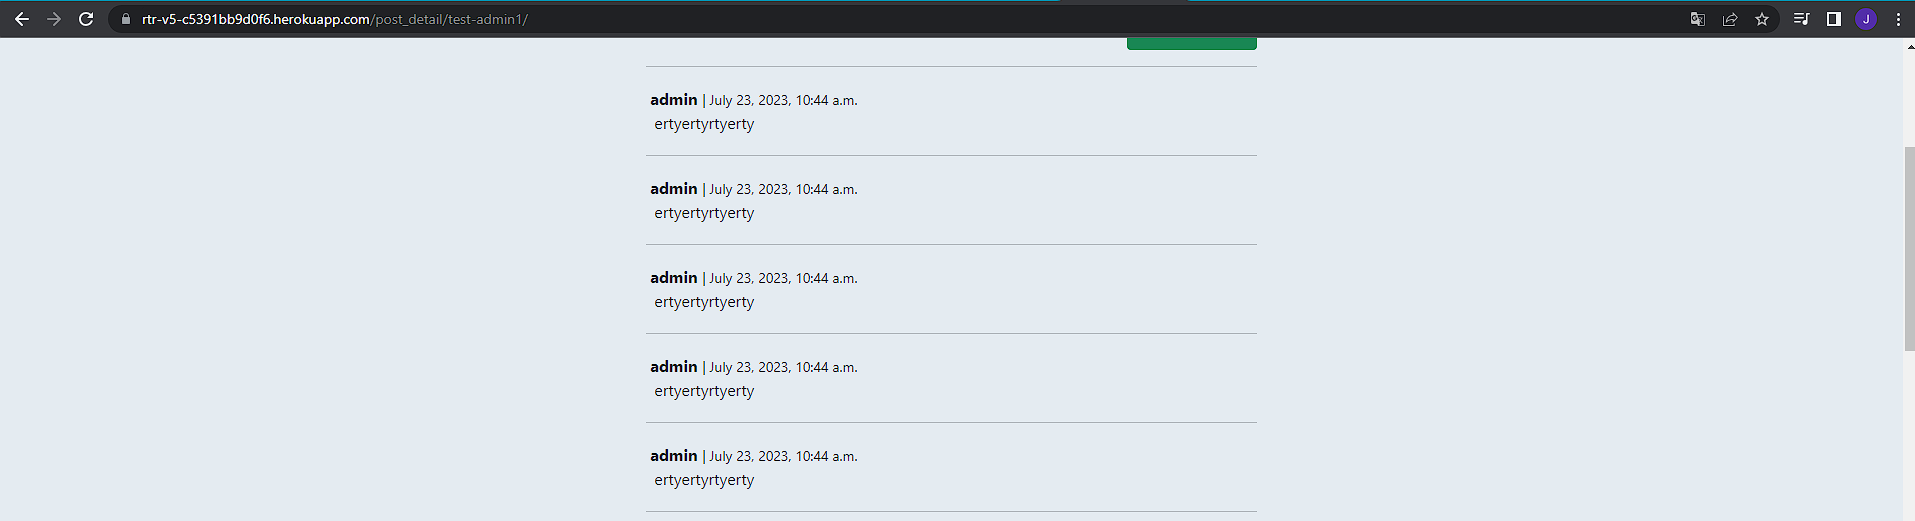 rtr-v5-c5391bb9d0f6.herokuapp.com/post_detail/test-admin1/
J
admin | July 23, 2023, 10:44 a.m.
ertyertyrtyerty
admin | July 23, 2023, 10:44 a.m.
ertyertyrtyerty
admin | July 23, 2023, 10:44 a.m.
ertyertyrtyerty
admin | July 23, 2023, 10:44 a.m.
ertyertyrtyerty
admin | July 23, 2023, 10:44 a.m.
ertyertyrtyerty